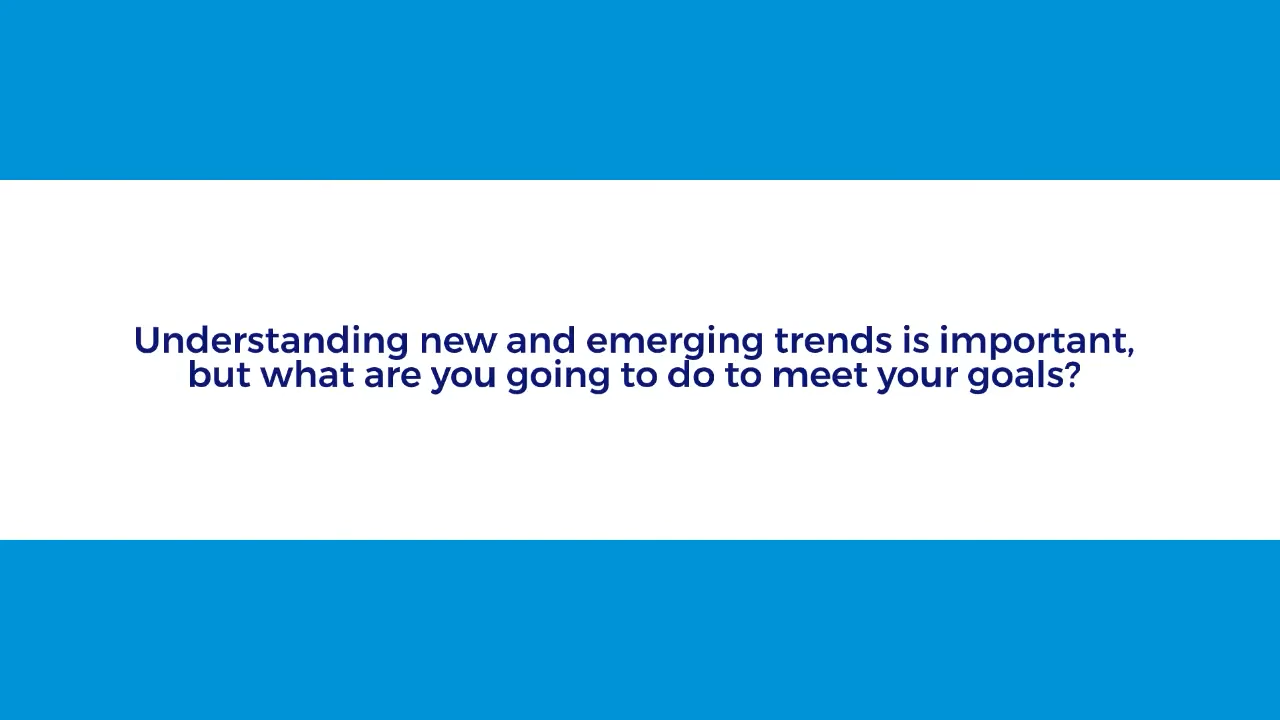 Understanding new and emerging trends is important,
but what are you going to do to meet your goals?